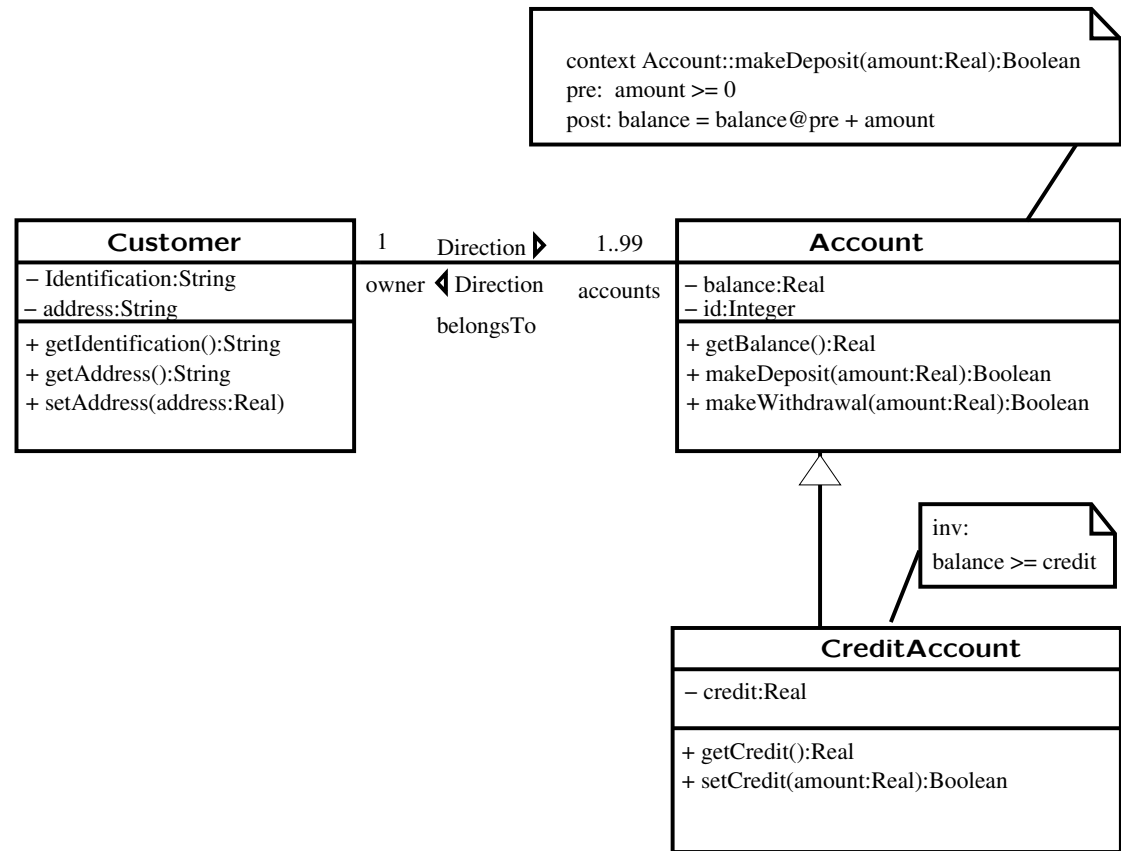 context Account::makeDeposit(amount:Real):Boolean
pre:  amount >= 0
post: balance = balance@pre + amount
Customer
– Identification:String
– address:String
+ getIdentification():String
+ getAddress():String
+ setAddress(address:Real)
1
Direction
1..99
owner
Direction
accounts
belongsTo
Account
– balance:Real
– id:Integer
+ getBalance():Real
+ makeDeposit(amount:Real):Boolean
+ makeWithdrawal(amount:Real):Boolean
inv:
balance >= credit
CreditAccount
– credit:Real
+ getCredit():Real
+ setCredit(amount:Real):Boolean